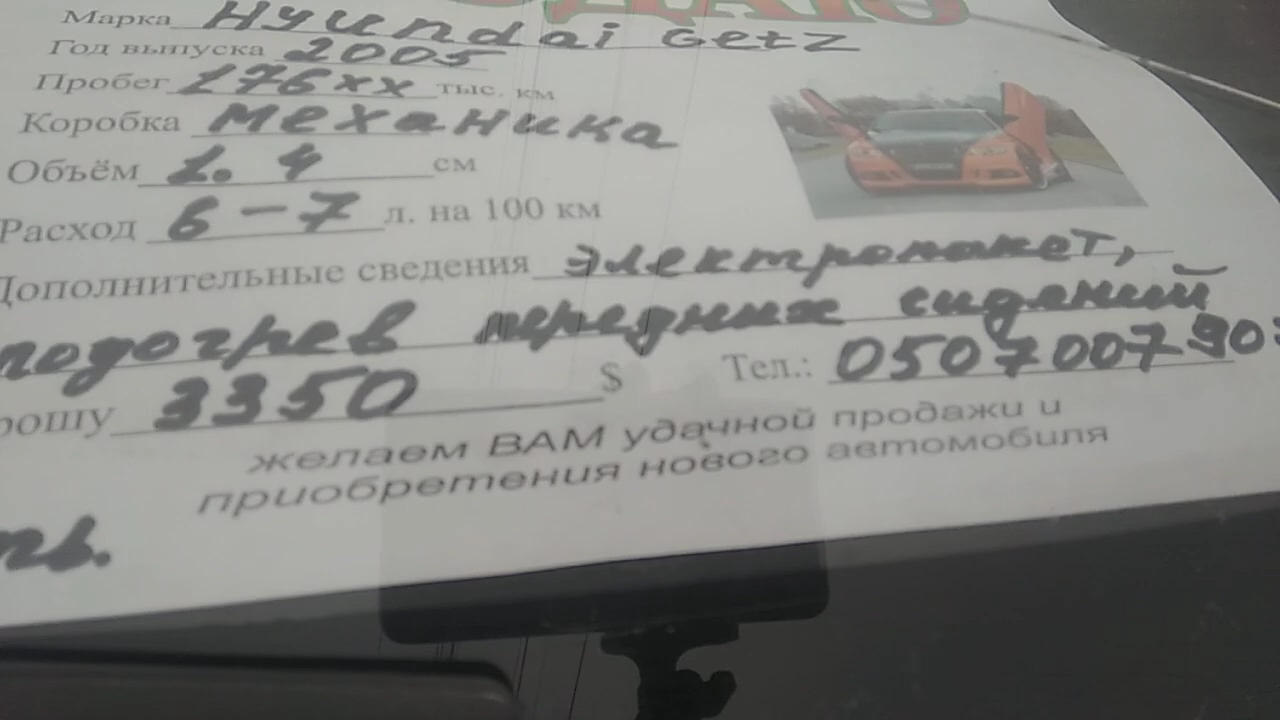 Марка Hyundai Getz
Год выпуска 2005
Пробег 176xx тыс. км
Коробка механика
Объём 1.4 см
Расход 6-7 л. на 100 км
Дополнительные сведения электропакет,
подогрев передних сидений
рошу 3350 $ Тел.: 050700790
желаем ВАМ удачной продажи и
приобретения нового автомобиля